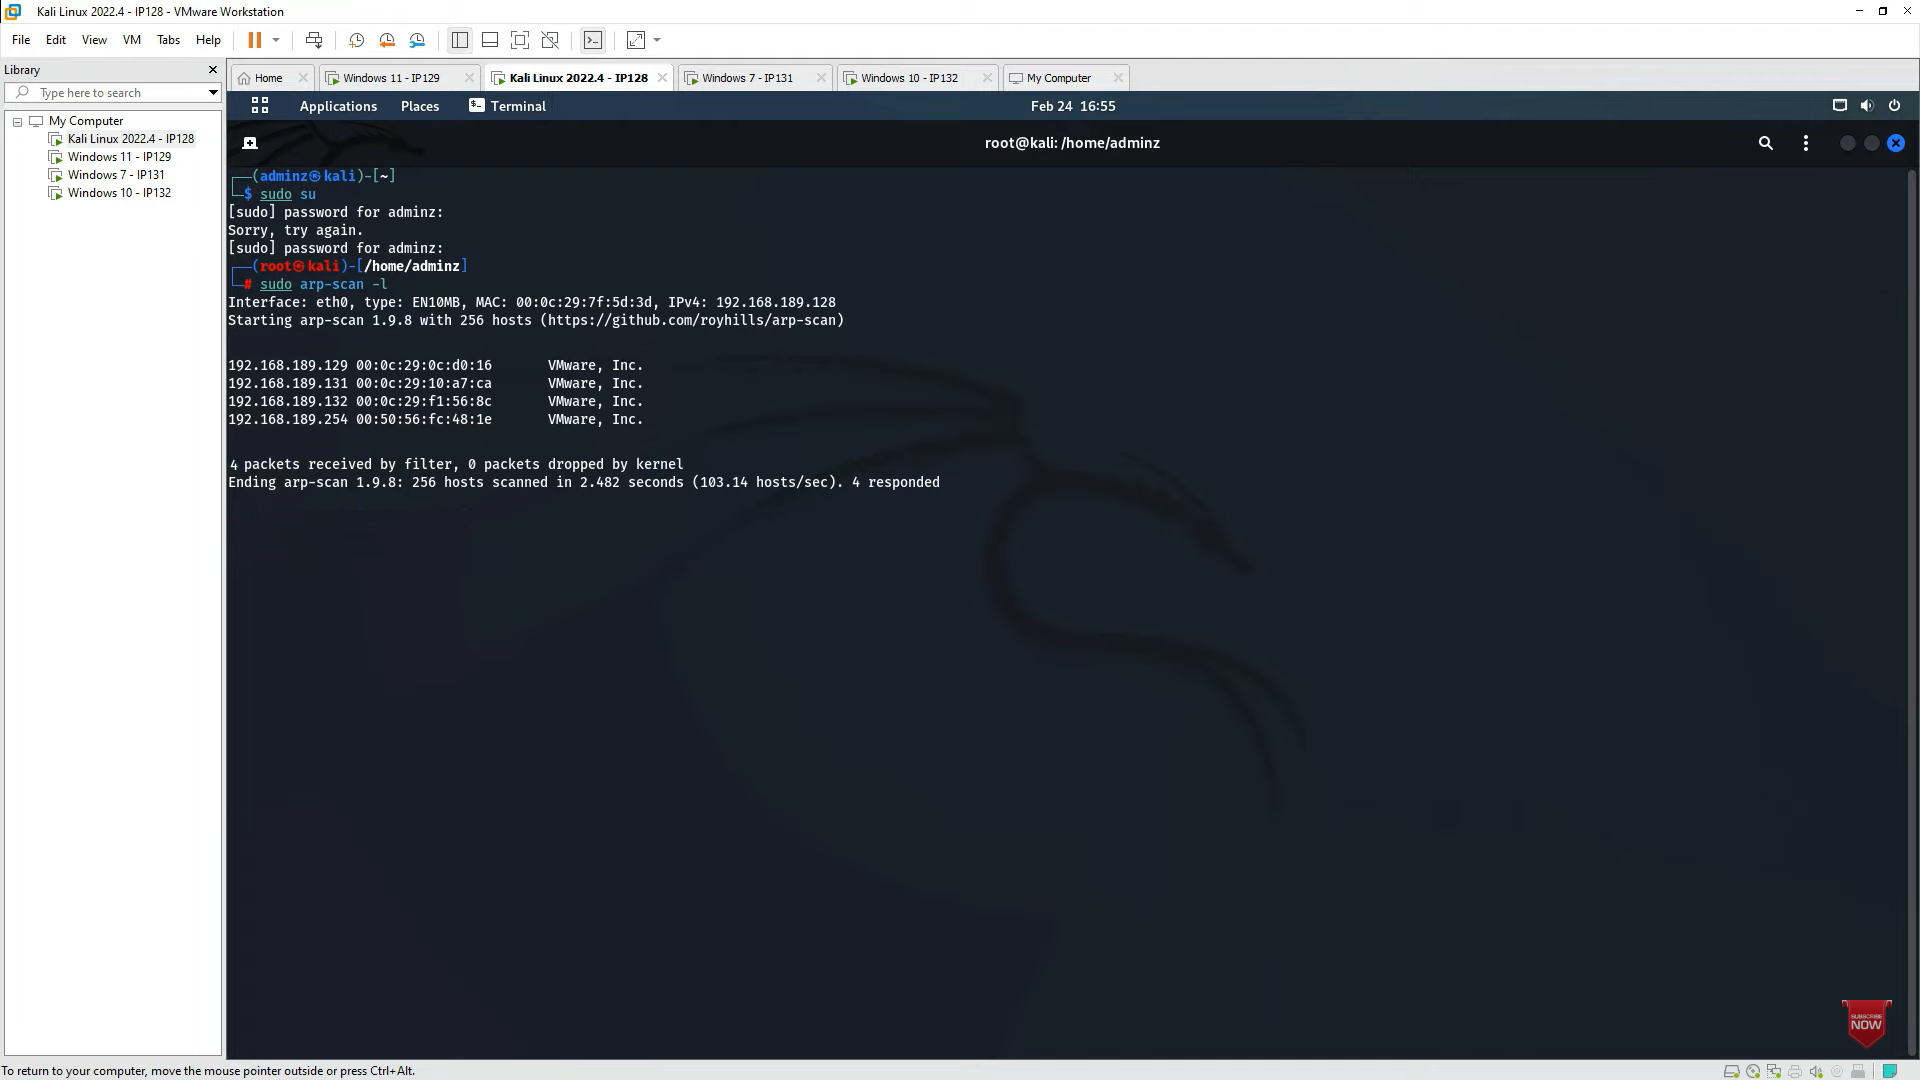 Kali Linux 2022.4 - IP128 - VMware Workstation
File Edit View VM Tabs Help
Library
Type here to search
My Computer
Kali Linux 2022.4 - IP128
Windows 11 - IP129
Windows 7 - IP131
Windows 10 - IP132
Home Windows 11 - IP129 Kali Linux 2022.4 - IP128 Windows 7 - IP131 Windows 10 - IP132 My Computer
Applications Places Terminal Feb 24 16:55
root@kali: /home/adminz
┌──(adminz㉿kali)-[~]
└─$ sudo su
[sudo] password for adminz:
Sorry, try again.
[sudo] password for adminz:
┌──(root㉿kali)-[/home/adminz]
└─# sudo arp-scan -l
Interface: eth0, type: EN10MB, MAC: 00:0c:29:7f:5d:3d, IPv4: 192.168.189.128
Starting arp-scan 1.9.8 with 256 hosts (https://github.com/royhills/arp-scan)
192.168.189.129 00:0c:29:0c:d0:16 VMware, Inc.
192.168.189.131 00:0c:29:10:a7:ca VMware, Inc.
192.168.189.132 00:0c:29:f1:56:8c VMware, Inc.
192.168.189.254 00:50:56:fc:48:1e VMware, Inc.
4 packets received by filter, 0 packets dropped by kernel
Ending arp-scan 1.9.8: 256 hosts scanned in 2.482 seconds (103.14 hosts/sec). 4 responded
SUBSCRIBE
NOW
To return to your computer, move the mouse pointer outside or press Ctrl+Alt.